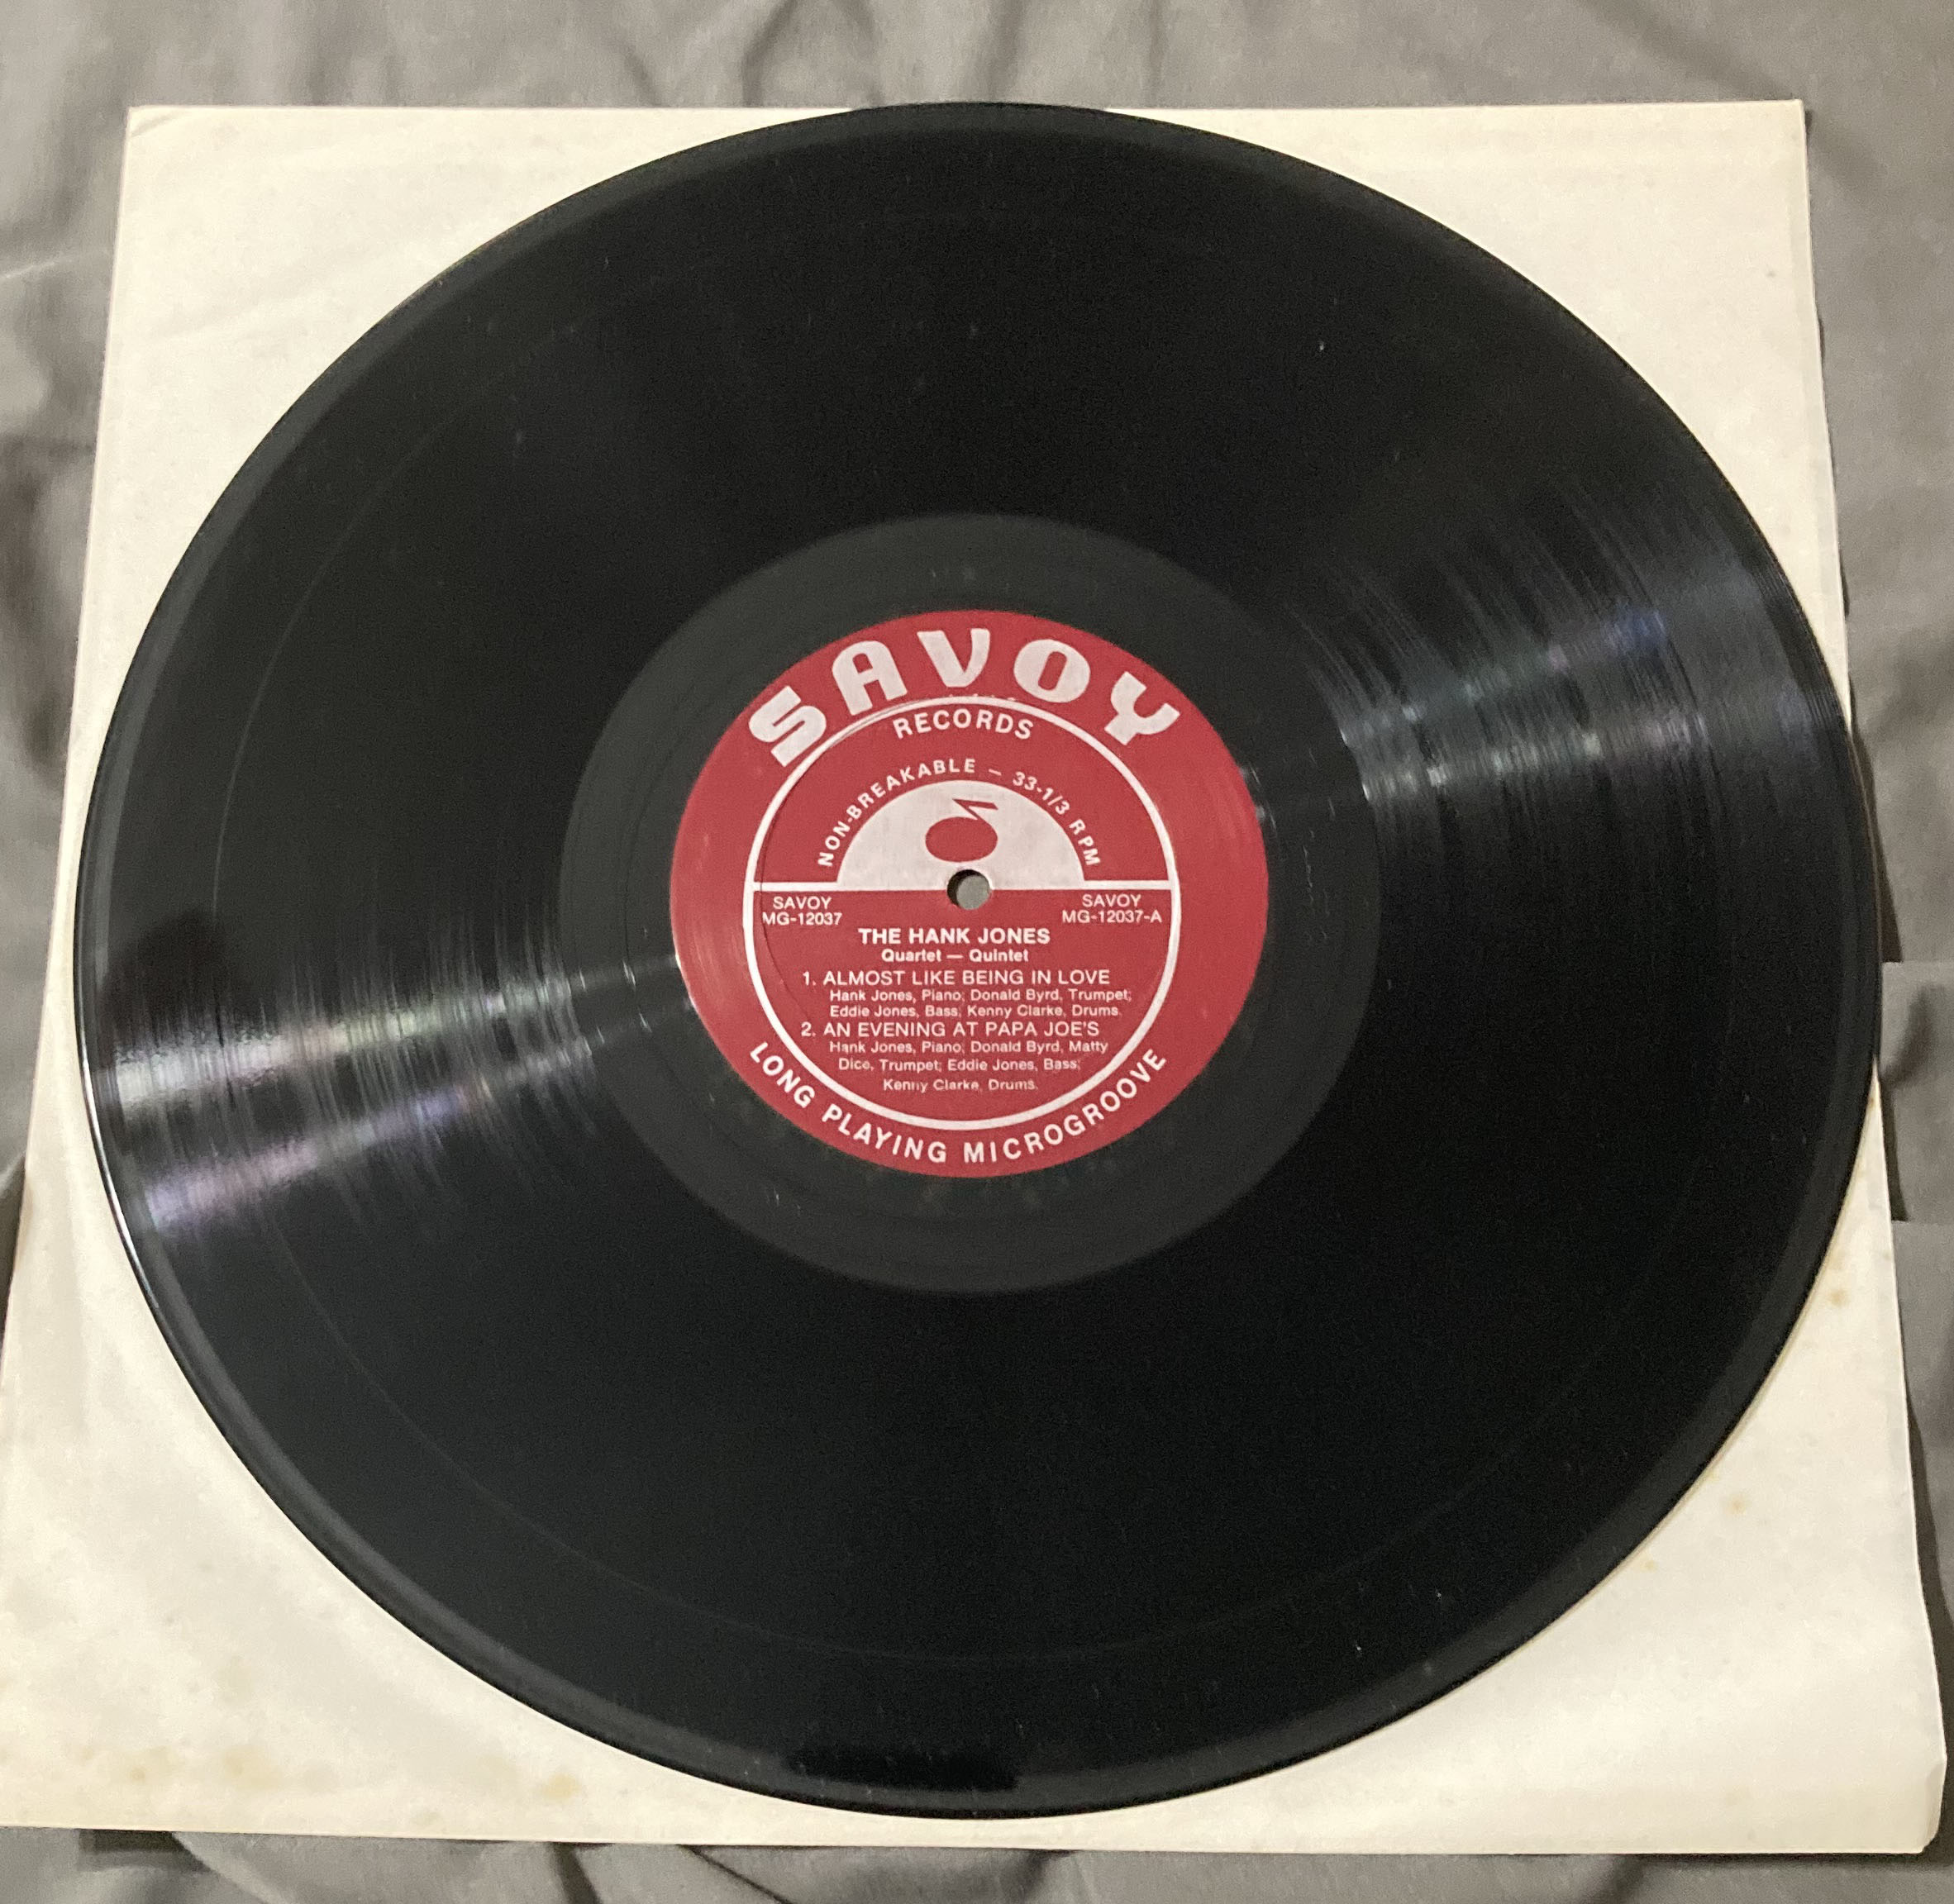 SAVOY
RECORDS
NON-BREAKABLE — 33-1/3 RPM
SAVOY
MG-12037
SAVOY
MG-12037-A
THE HANK JONES
Quartet — Quintet
1. ALMOST LIKE BEING IN LOVE
Hank Jones, Piano; Donald Byrd, Trumpet;
Eddie Jones, Bass; Kenny Clarke, Drums.
2. AN EVENING AT PAPA JOE'S
Hank Jones, Piano; Donald Byrd, Matty
Dice, Trumpet; Eddie Jones, Bass;
Kenny Clarke, Drums.
LONG PLAYING MICROGROOVE